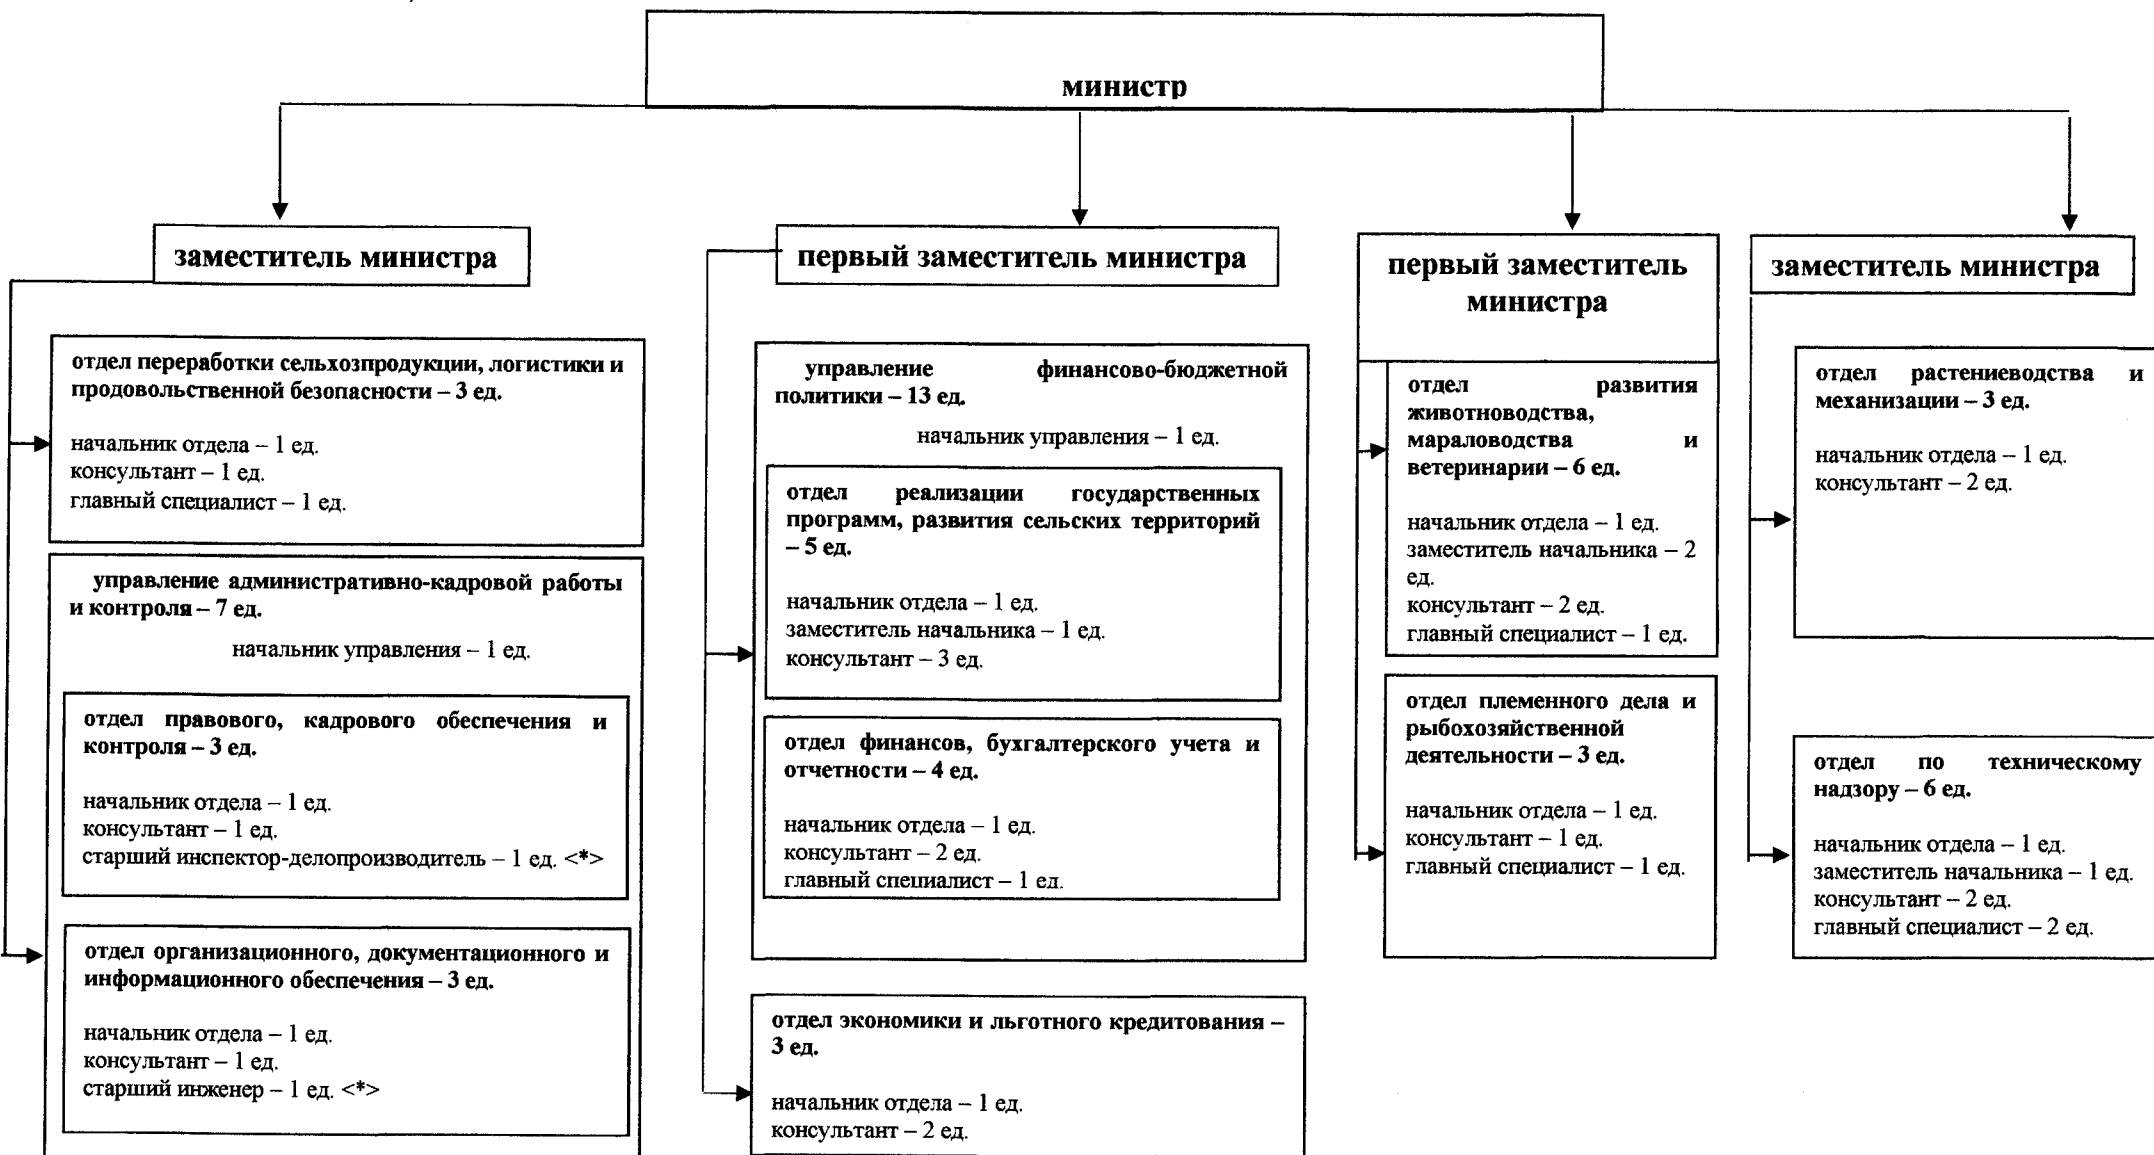 министр
заместитель министра
отдел переработки сельхозпродукции, логистики и
продовольственной безопасности – 3 ед.
начальник отдела – 1 ед.
консультант – 1 ед.
главный специалист – 1 ед.
управление административно-кадровой работы
и контроля – 7 ед.
начальник управления – 1 ед.
отдел правового, кадрового обеспечения и
контроля – 3 ед.
начальник отдела – 1 ед.
консультант – 1 ед.
старший инспектор-делопроизводитель – 1 ед. <*>
отдел организационного, документационного и
информационного обеспечения – 3 ед.
начальник отдела – 1 ед.
консультант – 1 ед.
старший инженер – 1 ед. <*>
первый заместитель министра
управление финансово-бюджетной
политики – 13 ед.
начальник управления – 1 ед.
отдел реализации государственных
программ, развития сельских территорий
– 5 ед.
начальник отдела – 1 ед.
заместитель начальника – 1 ед.
консультант – 3 ед.
отдел финансов, бухгалтерского учета и
отчетности – 4 ед.
начальник отдела – 1 ед.
консультант – 2 ед.
главный специалист – 1 ед.
отдел экономики и льготного кредитования –
3 ед.
начальник отдела – 1 ед.
консультант – 2 ед.
первый заместитель
министра
отдел развития
животноводства,
мараловодства и
ветеринарии – 6 ед.
начальник отдела – 1 ед.
заместитель начальника – 2
ед.
консультант – 2 ед.
главный специалист – 1 ед.
отдел племенного дела и
рыбохозяйственной
деятельности – 3 ед.
начальник отдела – 1 ед.
консультант – 1 ед.
главный специалист – 1 ед.
заместитель министра
отдел растениеводства и
механизации – 3 ед.
начальник отдела – 1 ед.
консультант – 2 ед.
отдел по техническому
надзору – 6 ед.
начальник отдела – 1 ед.
заместитель начальника – 1 ед.
консультант – 2 ед.
главный специалист – 2 ед.